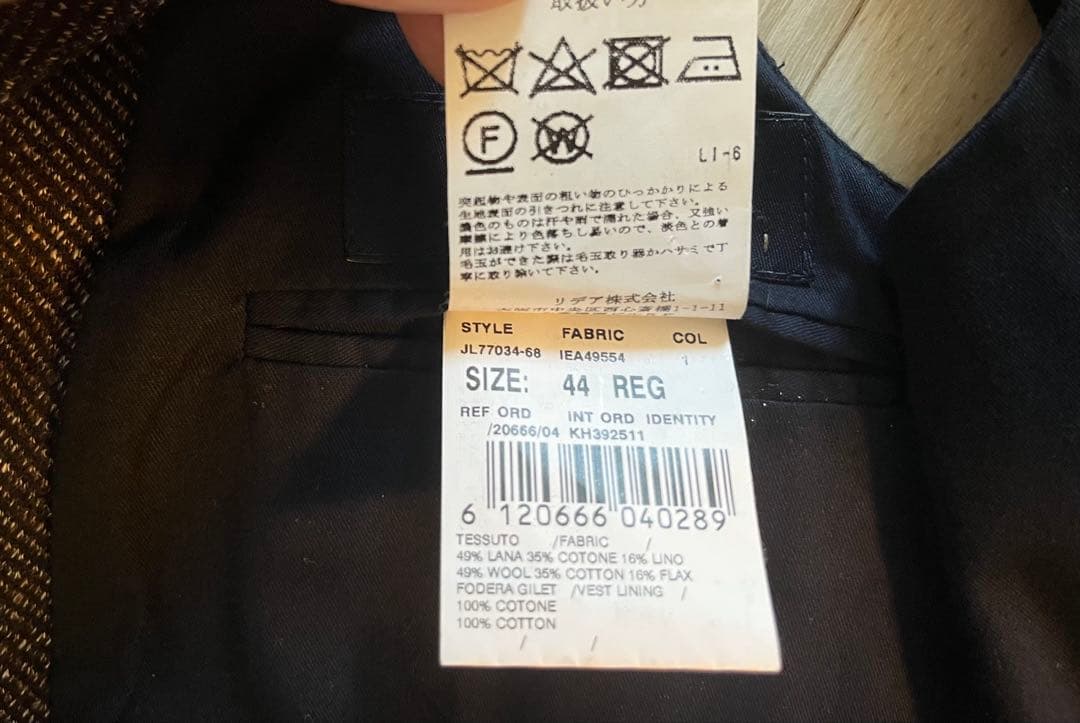 取扱い方
F W
L1-6
突起物や表面の粗い物のひっかかりによる
生地表面の引きつれに注意して下さい。
濃色のものは汗や雨で濡れた場合、又強い
摩擦により色落ちし易いので、淡色との着
用はお避け下さい。
毛玉ができた際は毛玉取り器かハサミで丁
寧に取り除いて下さい。
リデア株式会社
1-1-11
STYLE FABRIC COL
JL77034-68 IEA49554 1
SIZE: 44 REG
REF ORD INT ORD IDENTITY
/20666/04 KH392511
6 120666 040289
TESSUTO /FABRIC /
49% LANA 35% COTONE 16% LINO
49% WOOL 35% COTTON 16% FLAX
FODERA GILET /VEST LINING /
100% COTONE
100% COTTON
/ /